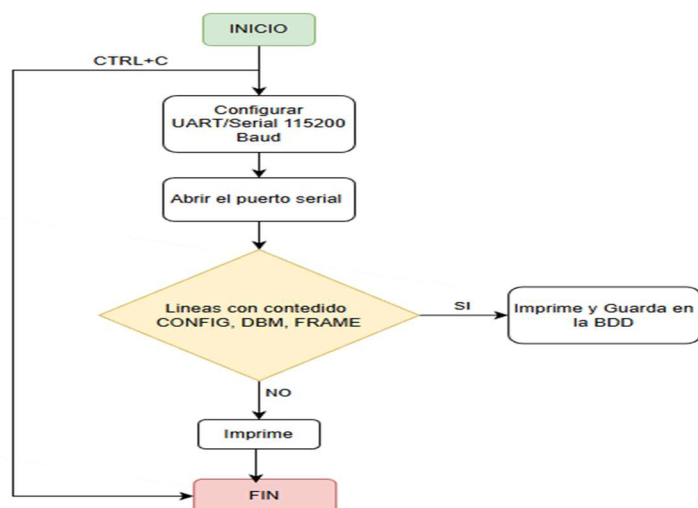 INICIO
CTRL+C
Configurar
UART/Serial 115200
Baud
Abrir el puerto serial
Lineas con contedido
CONFIG, DBM, FRAME
SI
Imprime y Guarda en
la BDD
NO
Imprime
FIN